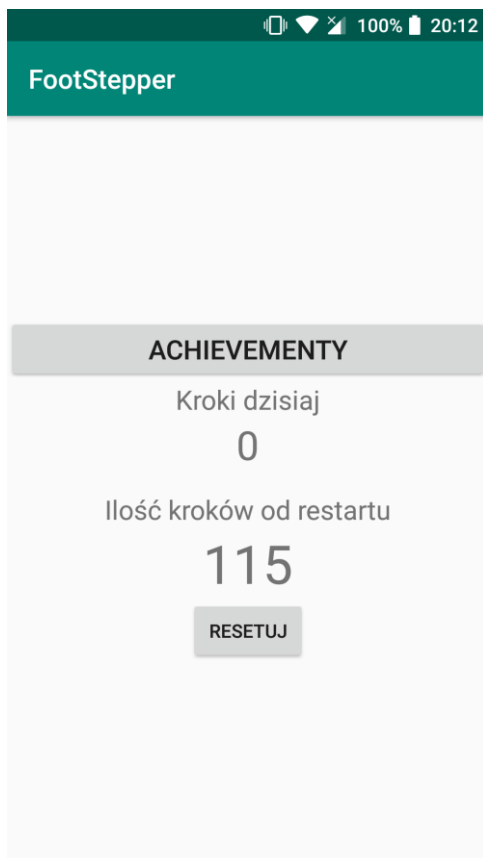 100% 20:12
FootStepper
ACHIEVEMENTY
Kroki dzisiaj
0
Ilość kroków od restartu
115
RESETUJ